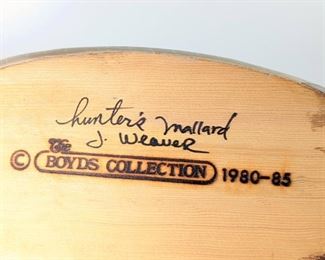 hunter's mallard
J. Weaver
The
© BOYDS COLLECTION 1980-85